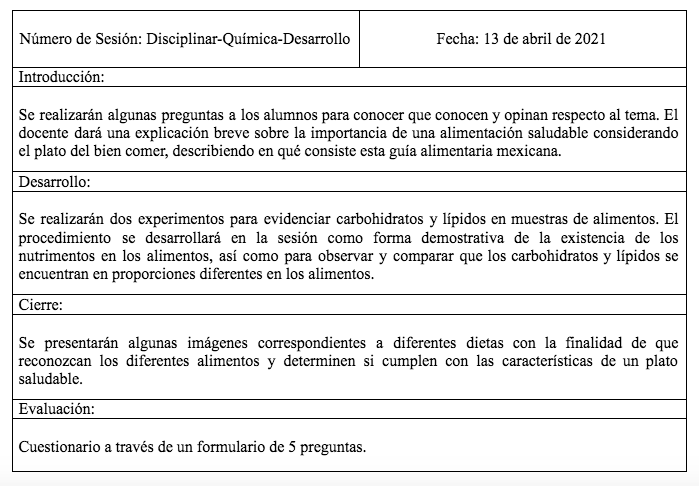 Número de Sesión: Disciplinar-Química-Desarrollo
Fecha: 13 de abril de 2021
Introducción:
Se realizarán algunas preguntas a los alumnos para conocer que conocen y opinan respecto al tema. El
docente dará una explicación breve sobre la importancia de una alimentación saludable considerando
el plato del bien comer, describiendo en qué consiste esta guía alimentaria mexicana.
Desarrollo:
Se realizarán dos experimentos para evidenciar carbohidratos y lípidos en muestras de alimentos. El
procedimiento se desarrollará en la sesión como forma demostrativa de la existencia de los
nutrimentos en los alimentos, así como para observar y comparar que los carbohidratos y lípidos se
encuentran en proporciones diferentes en los alimentos.
Cierre:
Se presentarán algunas imágenes correspondientes a diferentes dietas con la finalidad de que
reconozcan los diferentes alimentos y determinen si cumplen con las características de un plato
saludable.
Evaluación:
Cuestionario a través de un formulario de 5 preguntas.